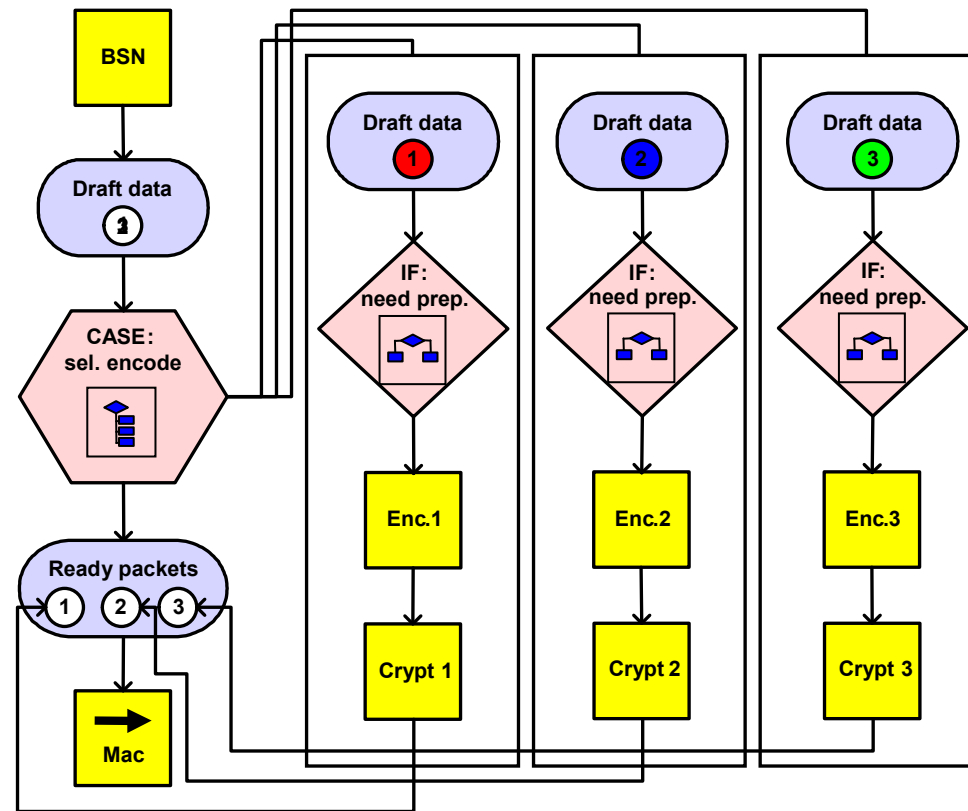 BSN
Draft data
CASE:
sel. encode
Ready packets
1 2 3
Mac
Draft data
1
IF:
need prep.
Enc.1
Crypt 1
Draft data
2
IF:
need prep.
Enc.2
Crypt 2
Draft data
3
IF:
need prep.
Enc.3
Crypt 3